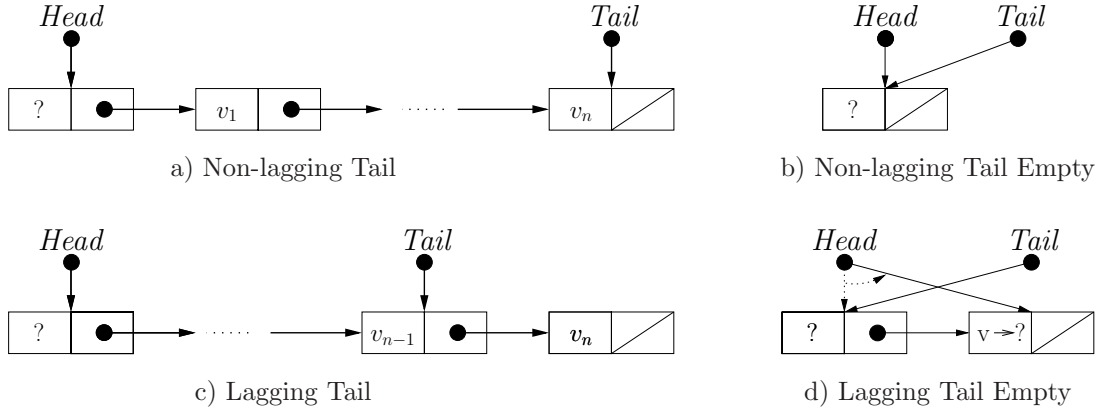 Head Tail Head Tail
? v1 ...... vn ?
a) Non-lagging Tail b) Non-lagging Tail Empty
Head Tail Head Tail
? ...... vn−1 vn ? v→?
c) Lagging Tail d) Lagging Tail Empty